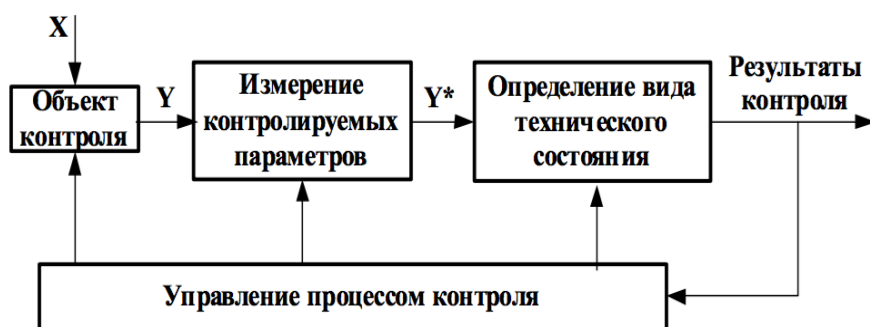 X
Объект
контроля
Y
Измерение
контролируемых
параметров
Y*
Определение вида
технического
состояния
Результаты
контроля
Управление процессом контроля